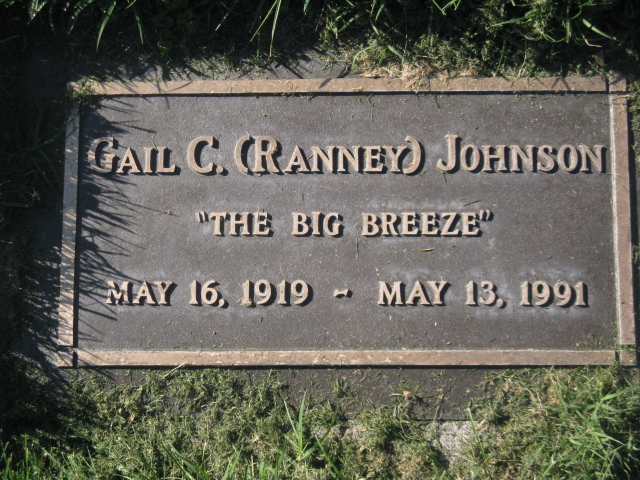 GAIL C. (RANNEY) JOHNSON
"THE BIG BREEZE"
MAY 16, 1919 - MAY 13, 1991